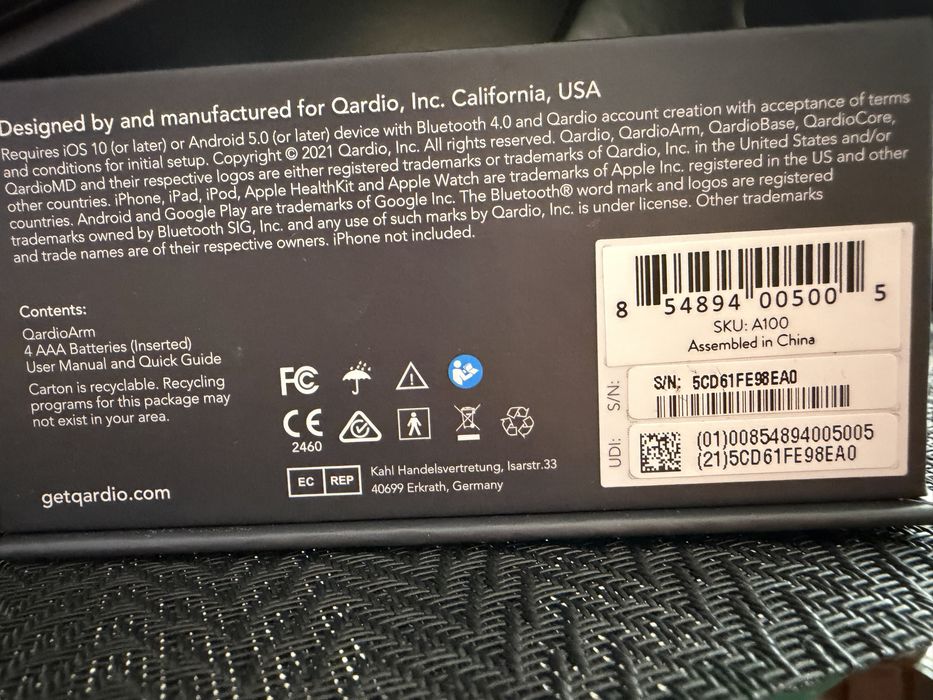 Designed by and manufactured for Qardio, Inc. California, USA
Requires iOS 10 (or later) or Android 5.0 (or later) device with Bluetooth 4.0 and Qardio account creation with acceptance of terms
and conditions for initial setup. Copyright © 2021 Qardio, Inc. All rights reserved. Qardio, QardioArm, QardioBase, QardioCore,
QardioMD and their respective logos are either registered trademarks or trademarks of Qardio, Inc. in the United States and/or
other countries. iPhone, iPad, iPod, Apple HealthKit and Apple Watch are trademarks of Apple Inc. registered in the US and other
countries. Android and Google Play are trademarks of Google Inc. The Bluetooth® word mark and logos are registered
trademarks owned by Bluetooth SIG, Inc. and any use of such marks by Qardio, Inc. is under license. Other trademarks
and trade names are of their respective owners. iPhone not included.
Contents:
QardioArm
4 AAA Batteries (Inserted)
User Manual and Quick Guide
Carton is recyclable. Recycling
programs for this package may
not exist in your area.
getqardio.com
FC
CE
2460
EC REP
Kahl Handelsvertretung, Isarstr.33
40699 Erkrath, Germany
8 54894 00500 5
SKU: A100
Assembled in China
S/N:
S/N: 5CD61FE98EA0
UDI:
(01)00854894005005
(21)5CD61FE98EA0